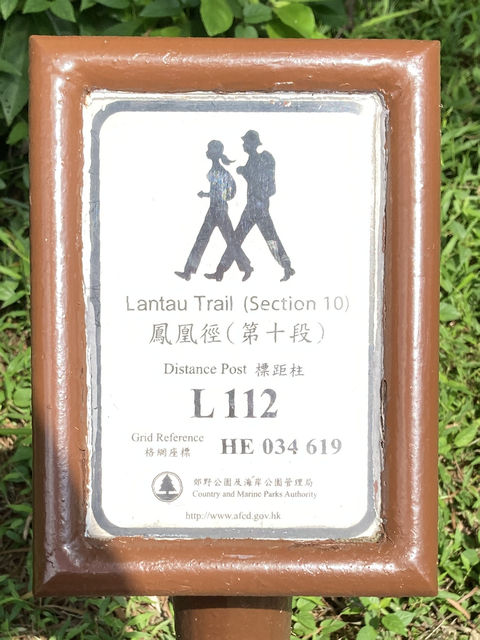 Lantau Trail (Section 10)
鳳凰徑(第十段)
Distance Post 標距柱
L 112
Grid Reference HE 034 619
格網座標
郊野公園及海岸公園管理局
Country and Marine Parks Authority
http://www.afcd.gov.hk